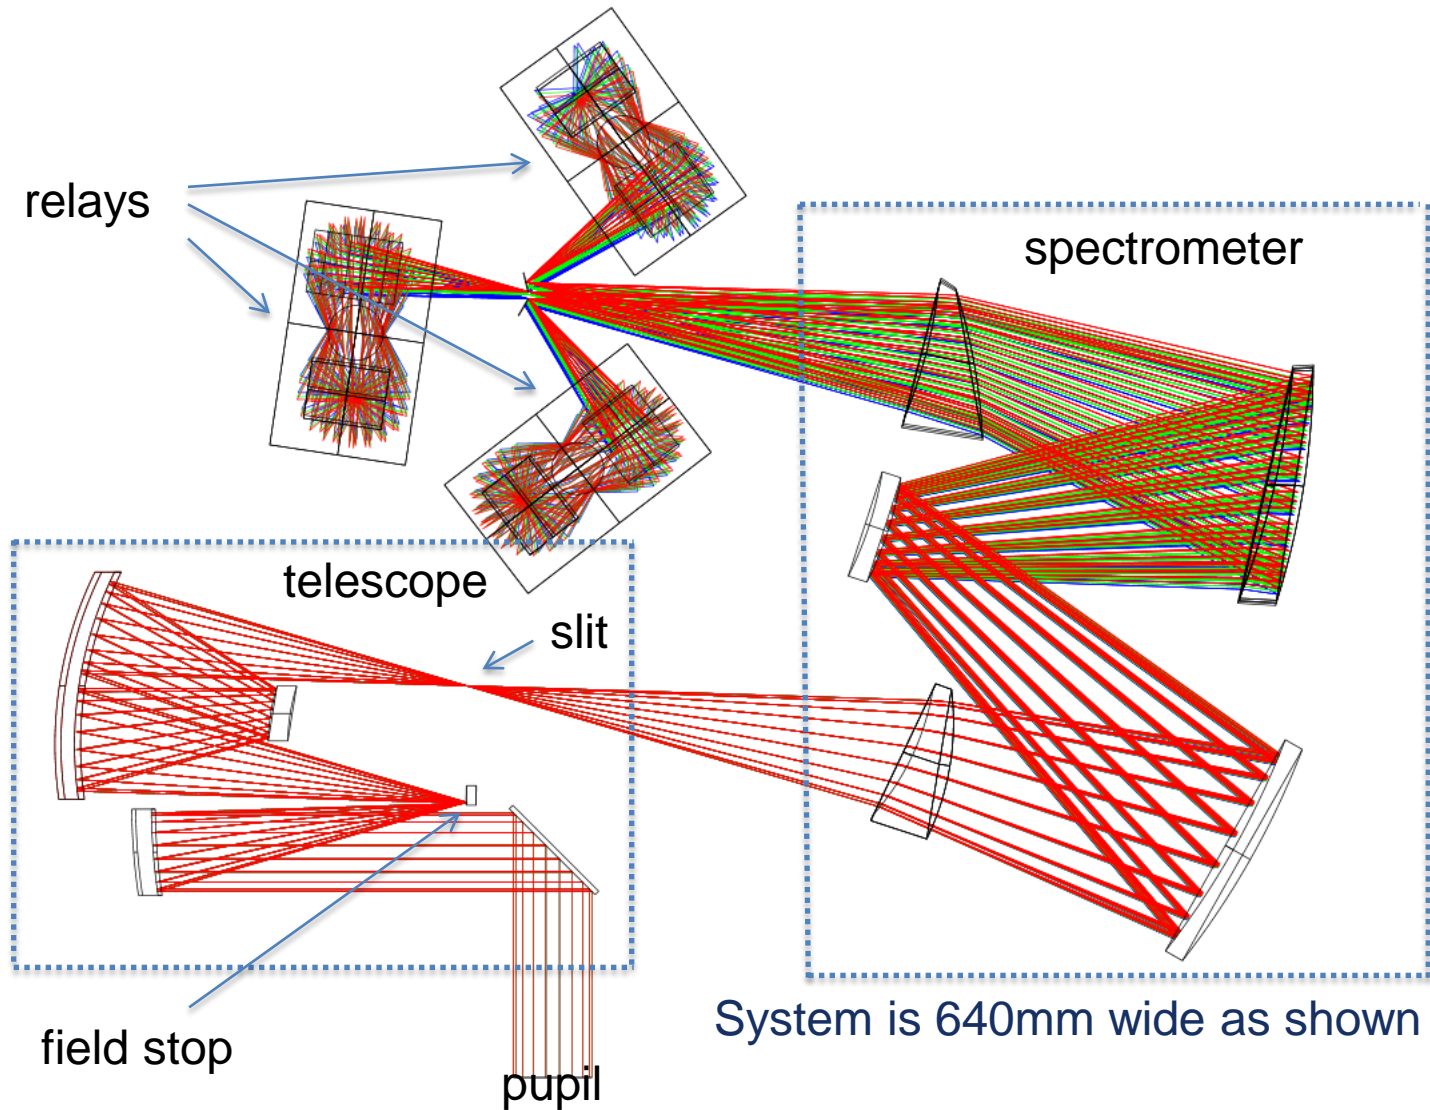 relays
spectrometer
telescope
slit
field stop
pupil
System is 640mm wide as shown